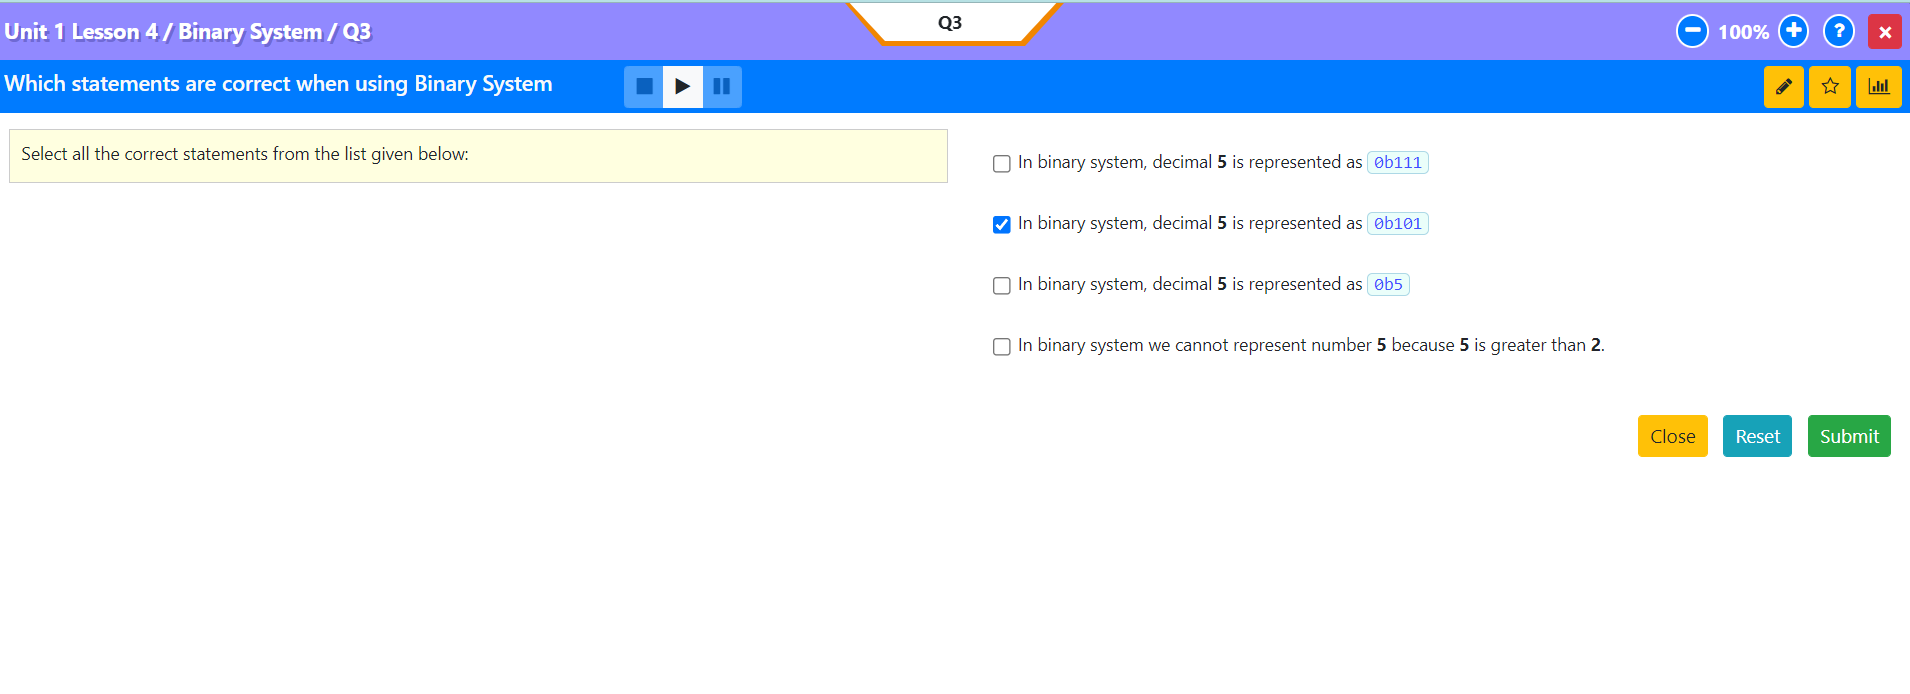 Q3
Unit 1 Lesson 4 / Binary System / Q3
100%
?
Which statements are correct when using Binary System
Select all the correct statements from the list given below:
In binary system, decimal 5 is represented as 0b111
In binary system, decimal 5 is represented as 0b101
In binary system, decimal 5 is represented as 0b5
In binary system we cannot represent number 5 because 5 is greater than 2.
Close Reset Submit